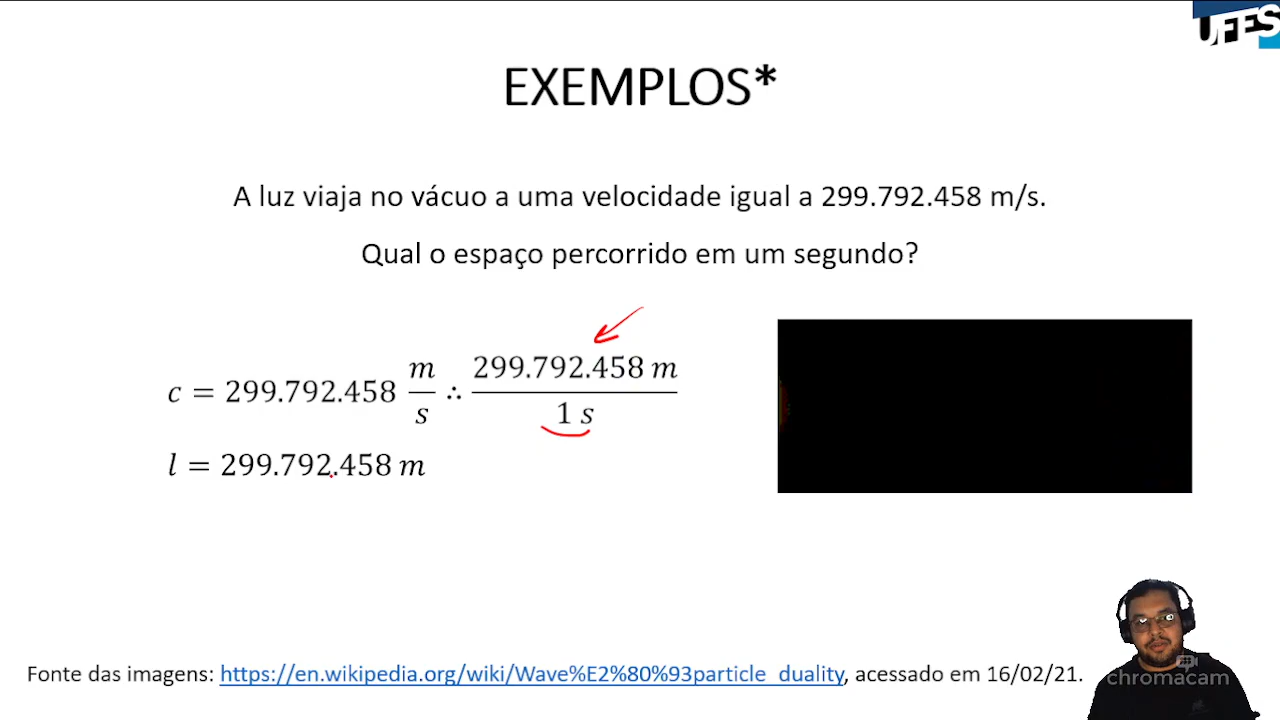 UFES
EXEMPLOS*
A luz viaja no vácuo a uma velocidade igual a 299.792.458 m/s.
Qual o espaço percorrido em um segundo?
c = 299.792.458 m/s ∴ 299.792.458 m / 1 s
l = 299.792.458 m
Fonte das imagens: https://en.wikipedia.org/wiki/Wave%E2%80%93particle_duality, acessado em 16/02/21.
chromacam